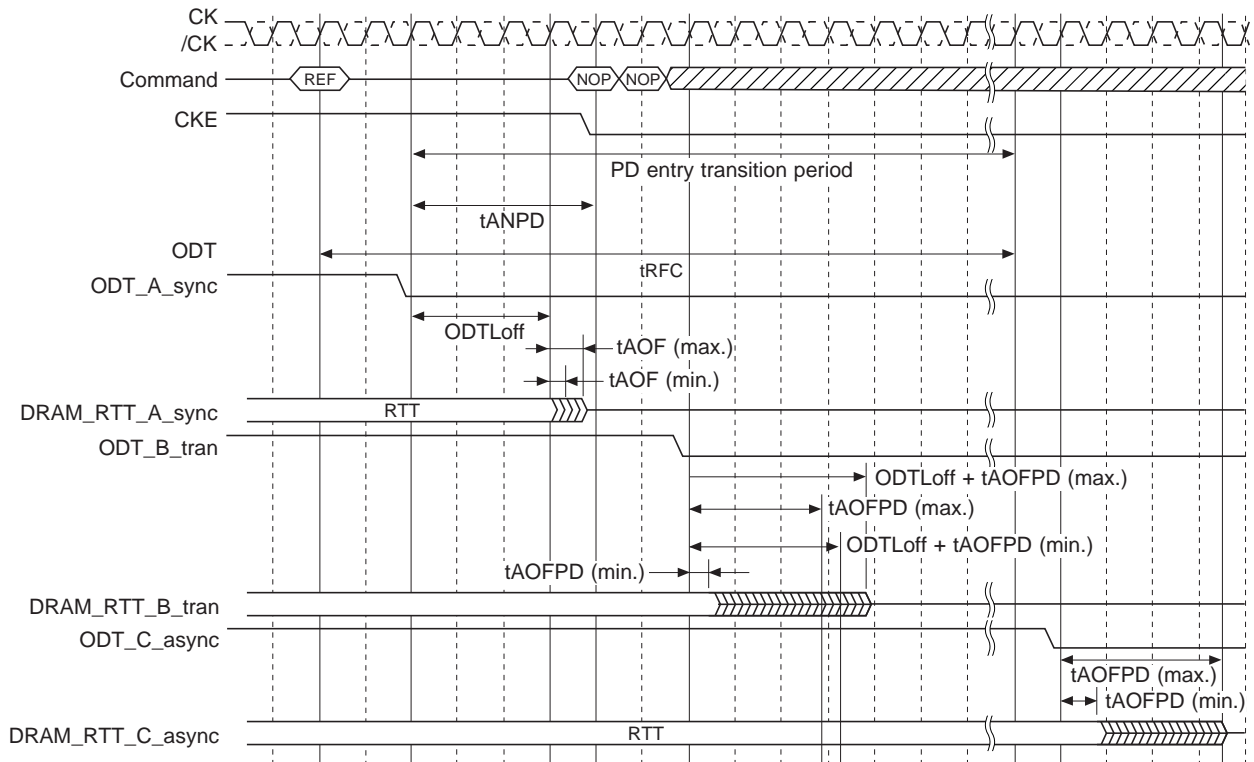 CK
/CK
Command REF NOP NOP
CKE
PD entry transition period
tANPD
ODT
tRFC
ODT_A_sync
ODTLoff
tAOF (max.)
tAOF (min.)
DRAM_RTT_A_sync RTT
ODT_B_tran
ODTLoff + tAOFPD (max.)
tAOFPD (max.)
ODTLoff + tAOFPD (min.)
tAOFPD (min.)
DRAM_RTT_B_tran
ODT_C_async
tAOFPD (max.)
tAOFPD (min.)
DRAM_RTT_C_async RTT